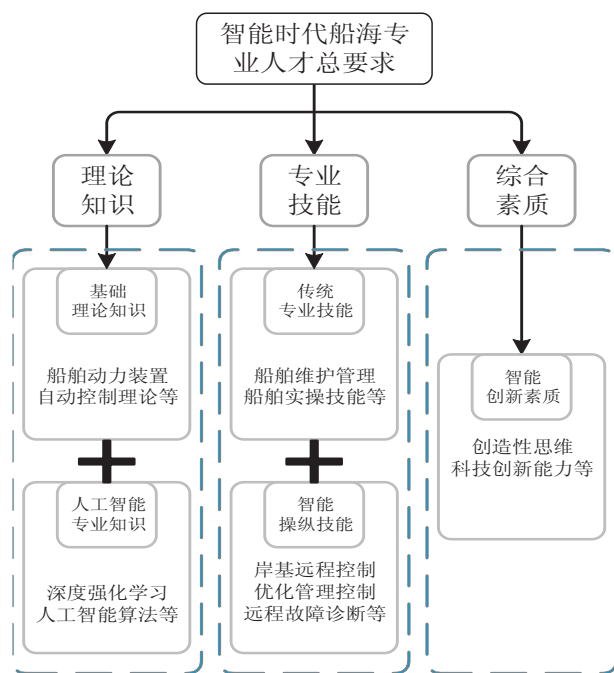 智能时代船海专
业人才总要求
理论
知识
专业
技能
综合
素质
基础
理论知识
船舶动力装置
自动控制理论等
人工智能
专业知识
深度强化学习
人工智能算法等
传统
专业技能
船舶维护管理
船舶实操技能等
智能
操纵技能
岸基远程控制
优化管理控制
远程故障诊断等
智能
创新素质
创造性思维
科技创新能力等